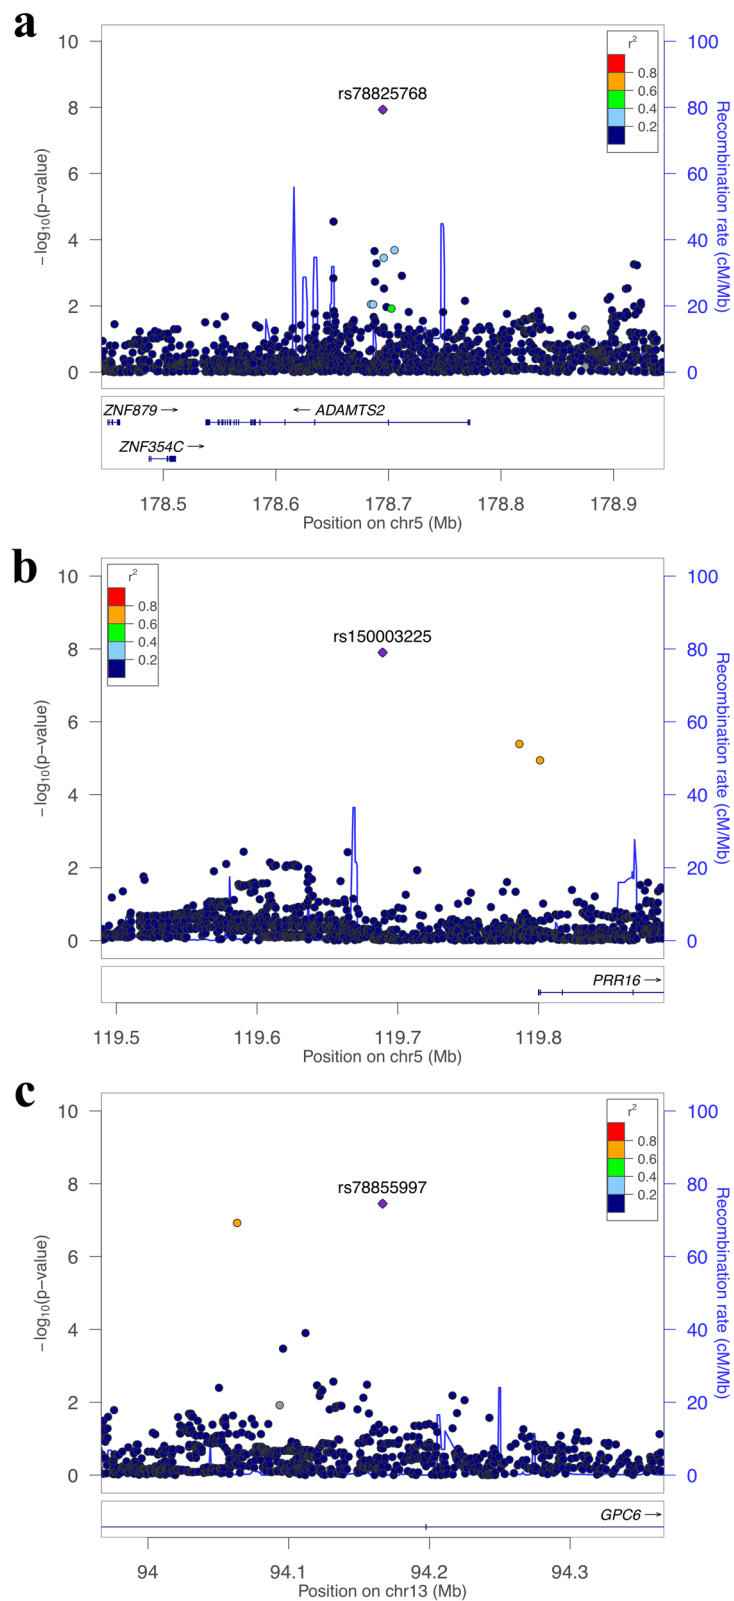 a
10
8
6
4
2
0
−log10(p−value)
rs78825768
r2
0.8
0.6
0.4
0.2
100
80
60
40
20
0
Recombination rate (cM/Mb)
ZNF879→
←ADAMTS2
ZNF354C→
178.5
178.6
178.7
178.8
178.9
Position on chr5 (Mb)
b
10
8
6
4
2
0
−log10(p−value)
r2
0.8
0.6
0.4
0.2
rs150003225
100
80
60
40
20
0
Recombination rate (cM/Mb)
PRR16→
119.5
119.6
119.7
119.8
Position on chr5 (Mb)
c
10
8
6
4
2
0
−log10(p−value)
rs78855997
r2
0.8
0.6
0.4
0.2
100
80
60
40
20
0
Recombination rate (cM/Mb)
GPC6→
94
94.1
94.2
94.3
Position on chr13 (Mb)